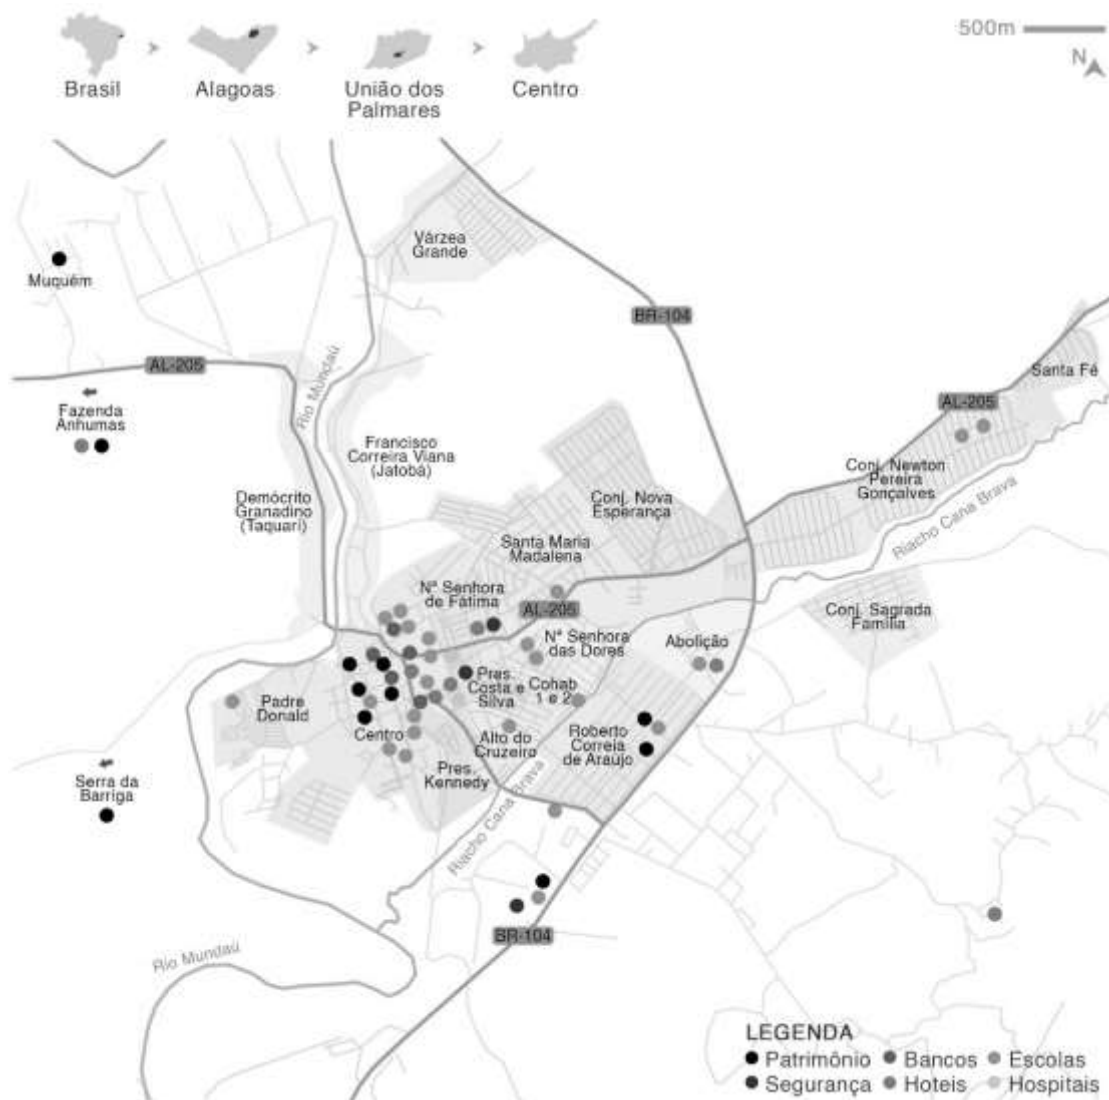 500m
N
Brasil
Alagoas
União dos
Palmares
Centro
Várzea
Grande
Muquém
BR-104
AL-205
Rio Mundaú
Santa Fé
AL-205
Fazenda
Anhumas
Francisco
Correira Viana
(Jatobá)
Conj. Newton
Pereira
Gonçalves
Demócrito
Granadino
(Taquari)
Conj. Nova
Esperança
Riacho Cana Brava
Santa Maria
Madalena
Nª Senhora
de Fátima
AL-205
Conj. Sagrada
Família
Nª Senhora
das Dores
Abolição
Pres.
Costa e
Silva
Cohab
1 e 2
Padre
Donald
Centro
Alto do
Cruzeiro
Roberto
Correia
de Araujo
Pres.
Kennedy
Serra da
Barriga
Riacho Cana Brava
BR-104
Rio Mundaú
LEGENDA
Patrimônio Bancos Escolas
Segurança Hoteis Hospitais